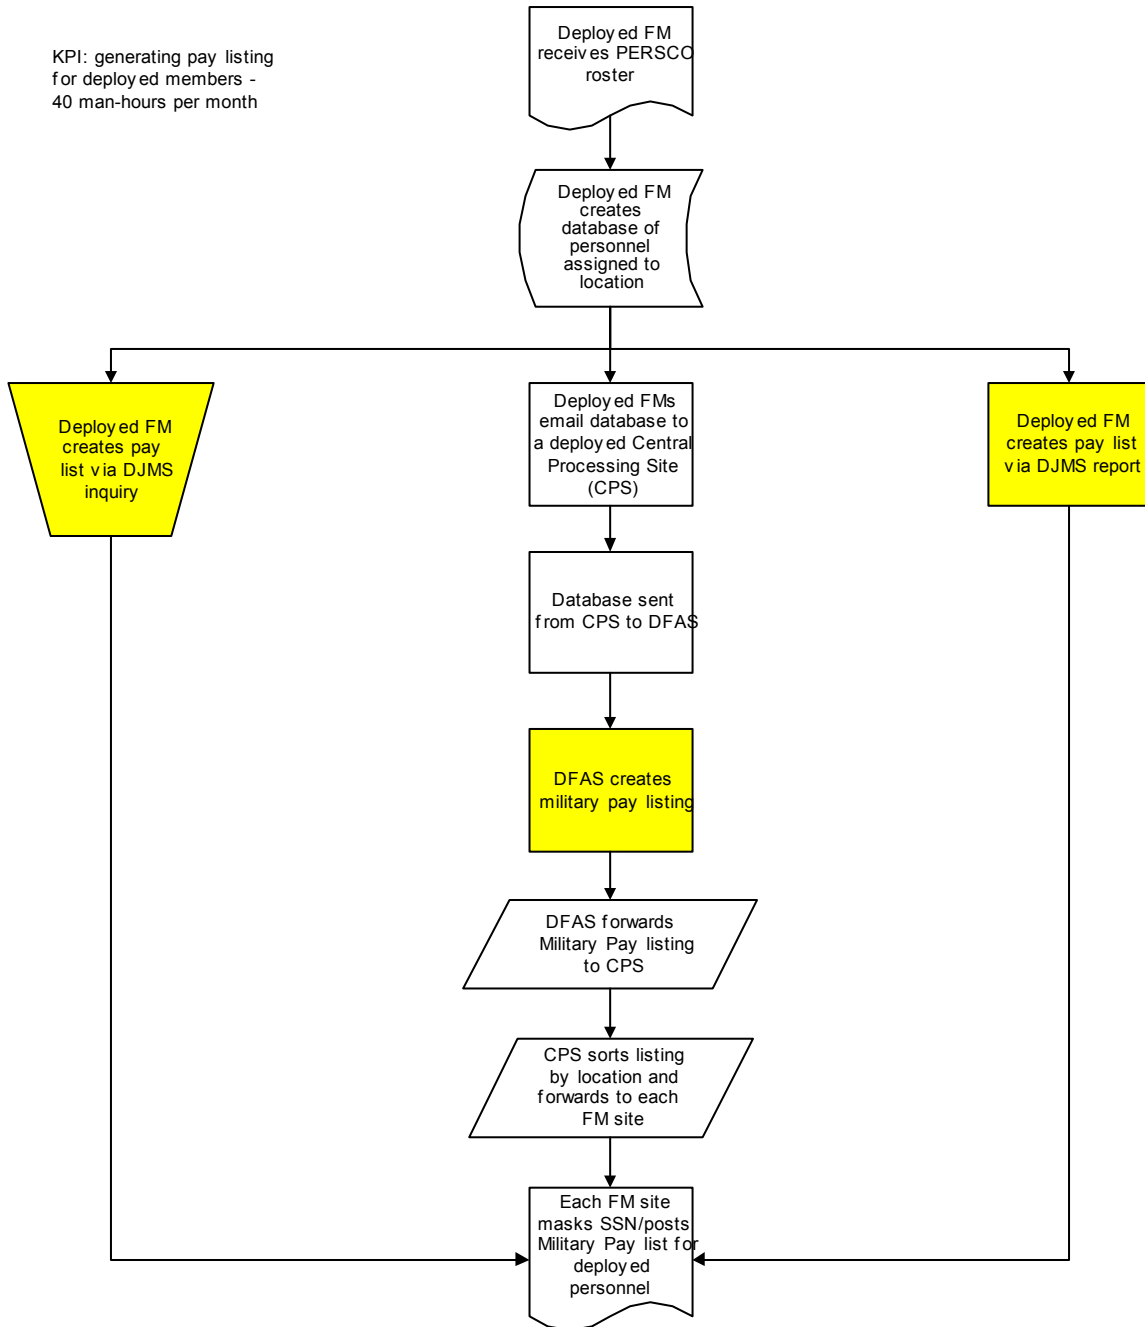 KPI: generating pay listing
for deployed members -
40 man-hours per month
Deployed FM
receives PERSCO
roster
Deployed FM
creates
database of
personnel
assigned to
location
Deployed FM
creates pay
list via DJMS
inquiry
Deployed FMs
email database to
a deployed Central
Processing Site
(CPS)
Deployed FM
creates pay list
via DJMS report
Database sent
from CPS to DFAS
DFAS creates
military pay listing
DFAS forwards
Military Pay listing
to CPS
CPS sorts listing
by location and
forwards to each
FM site
Each FM site
masks SSN/posts
Military Pay list for
deployed
personnel